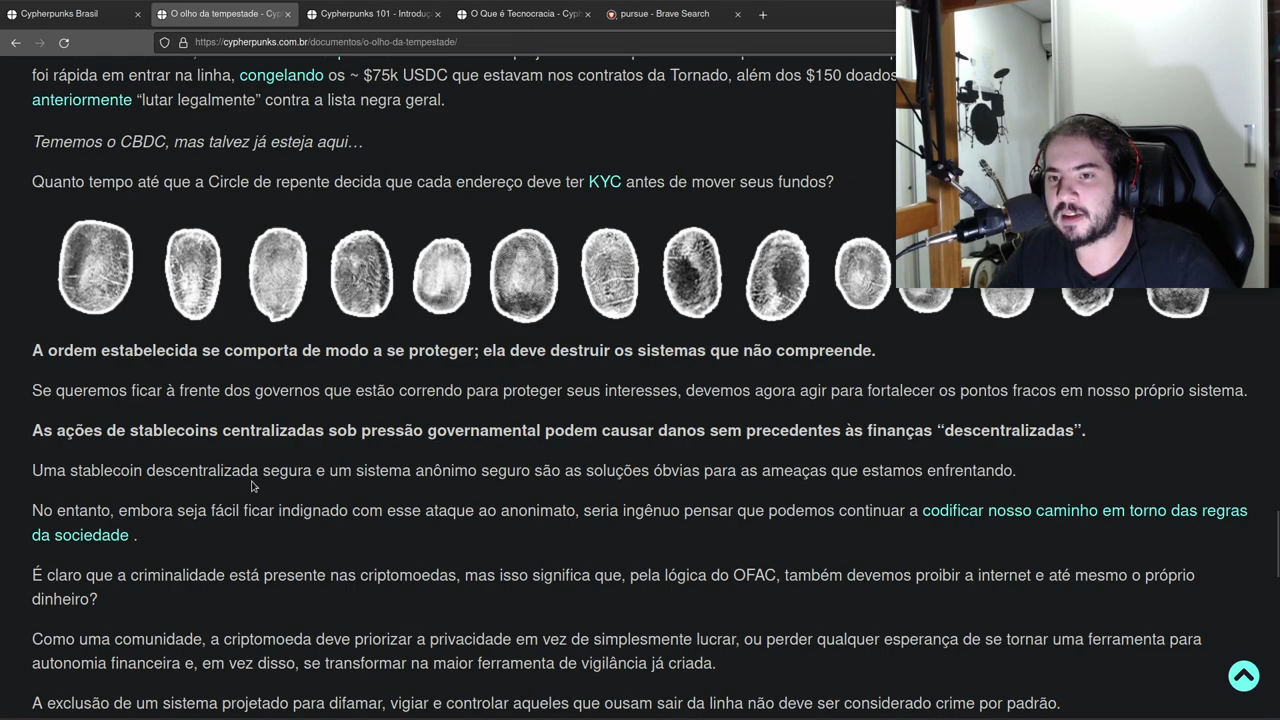 Cypherpunks Brasil
O olho da tempestade - Cyp
Cypherpunks 101 - Introduç
O Que é Tecnocracia - Cyph
pursue - Brave Search
https://cypherpunks.com.br/documentos/o-olho-da-tempestade/
foi rápida em entrar na linha, congelando os ~ $75k USDC que estavam nos contratos da Tornado, além dos $150 doados
anteriormente “lutar legalmente” contra a lista negra geral.
Tememos o CBDC, mas talvez já esteja aqui…
Quanto tempo até que a Circle de repente decida que cada endereço deve ter KYC antes de mover seus fundos?
A ordem estabelecida se comporta de modo a se proteger; ela deve destruir os sistemas que não compreende.
Se queremos ficar à frente dos governos que estão correndo para proteger seus interesses, devemos agora agir para fortalecer os pontos fracos em nosso próprio sistema.
As ações de stablecoins centralizadas sob pressão governamental podem causar danos sem precedentes às finanças “descentralizadas”.
Uma stablecoin descentralizada segura e um sistema anônimo seguro são as soluções óbvias para as ameaças que estamos enfrentando.
No entanto, embora seja fácil ficar indignado com esse ataque ao anonimato, seria ingênuo pensar que podemos continuar a codificar nosso caminho em torno das regras
da sociedade .
É claro que a criminalidade está presente nas criptomoedas, mas isso significa que, pela lógica do OFAC, também devemos proibir a internet e até mesmo o próprio
dinheiro?
Como uma comunidade, a criptomoeda deve priorizar a privacidade em vez de simplesmente lucrar, ou perder qualquer esperança de se tornar uma ferramenta para
autonomia financeira e, em vez disso, se transformar na maior ferramenta de vigilância já criada.
A exclusão de um sistema projetado para difamar, vigiar e controlar aqueles que ousam sair da linha não deve ser considerado crime por padrão.